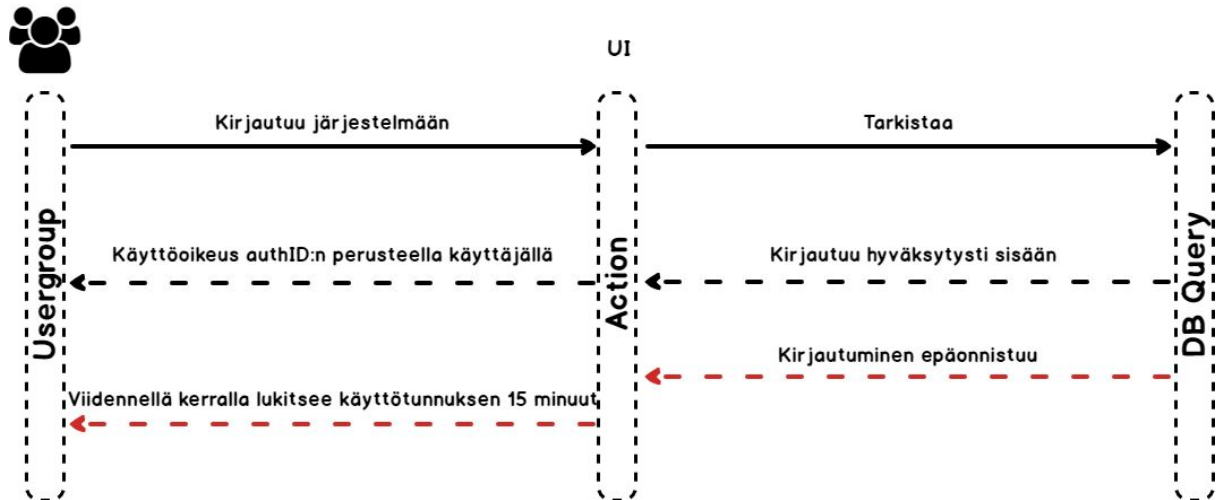 UI
Kirjautuu järjestelmään
Tarkistaa
Käyttöoikeus authID:n perusteella käyttäjällä
Kirjautuu hyväksytysti sisään
Usergroup
Action
DB Query
Kirjautuminen epäonnistuu
Viidennellä kerralla lukitsee käyttötunnuksen 15 minuut